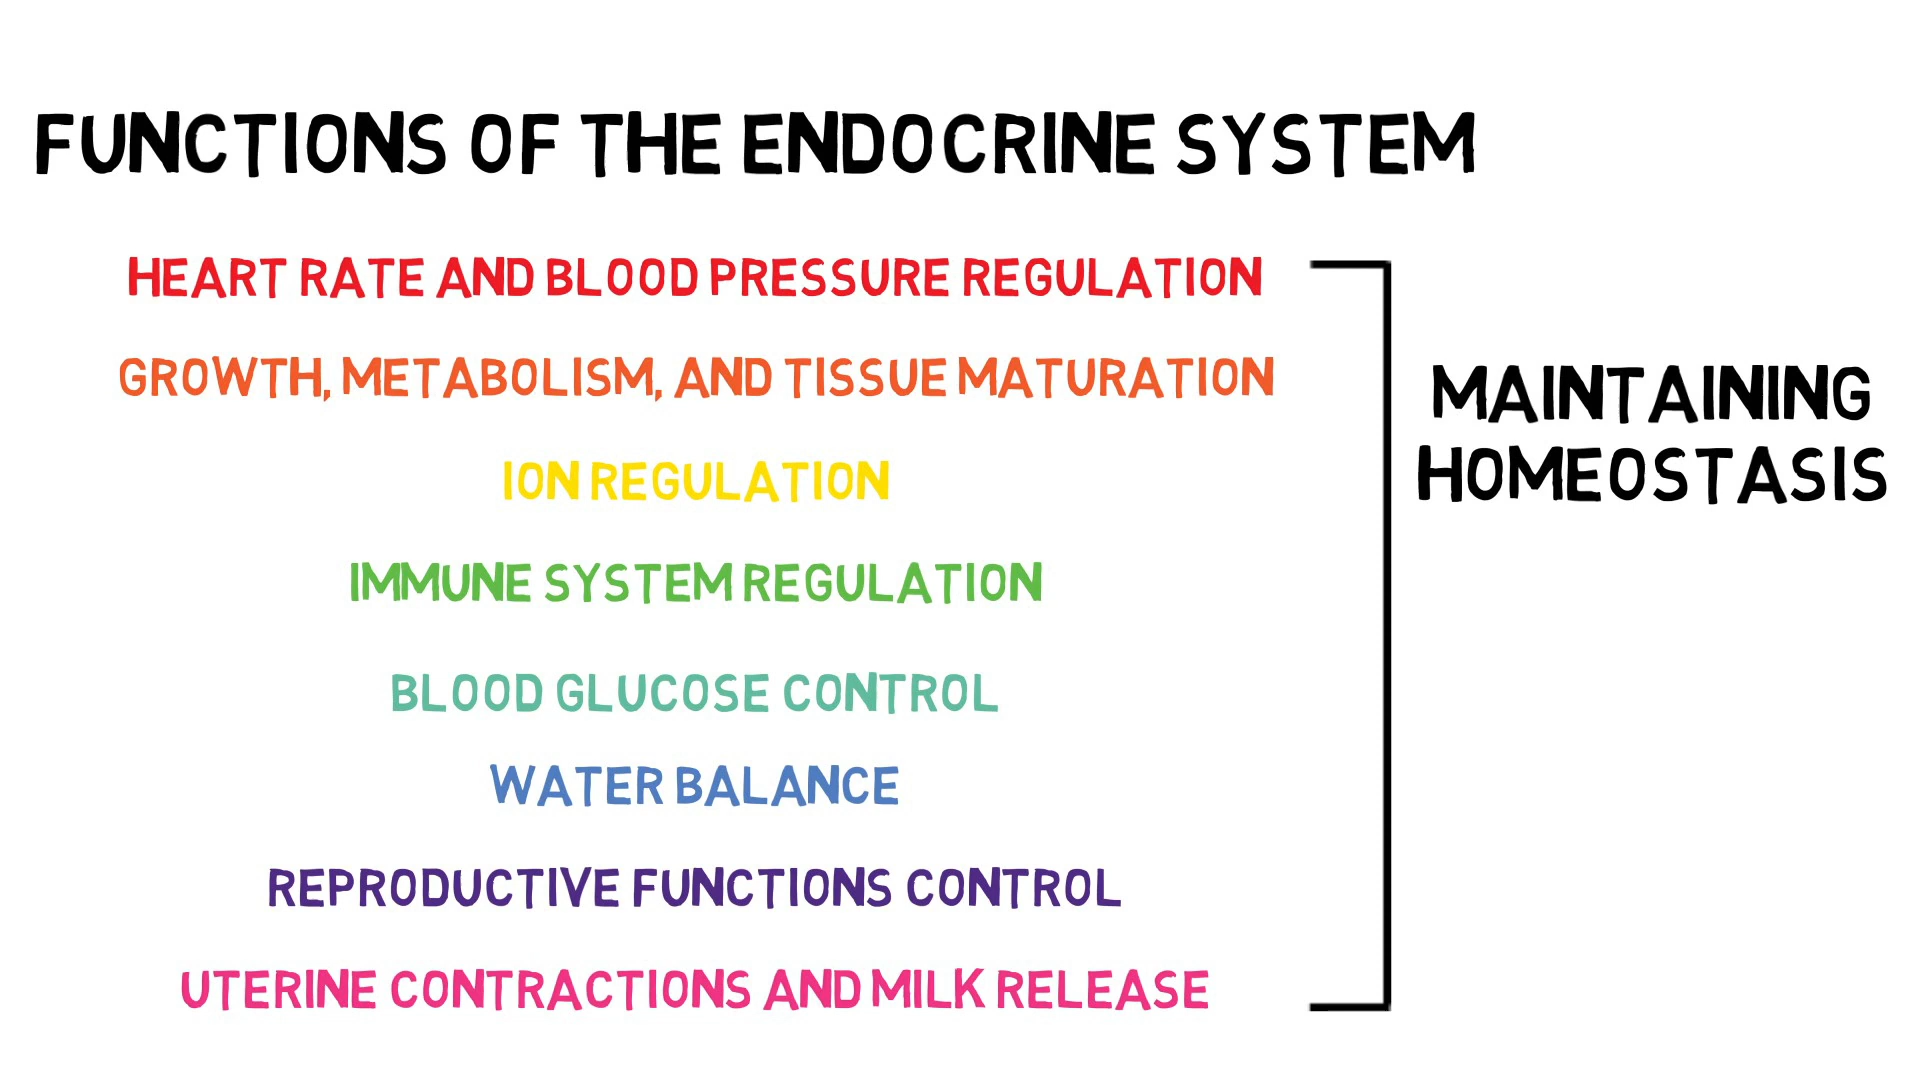 FUNCTIONS OF THE ENDOCRINE SYSTEM
HEART RATE AND BLOOD PRESSURE REGULATION
GROWTH, METABOLISM, AND TISSUE MATURATION
ION REGULATION
IMMUNE SYSTEM REGULATION
BLOOD GLUCOSE CONTROL
WATER BALANCE
REPRODUCTIVE FUNCTIONS CONTROL
UTERINE CONTRACTIONS AND MILK RELEASE
MAINTAINING
HOMEOSTASIS